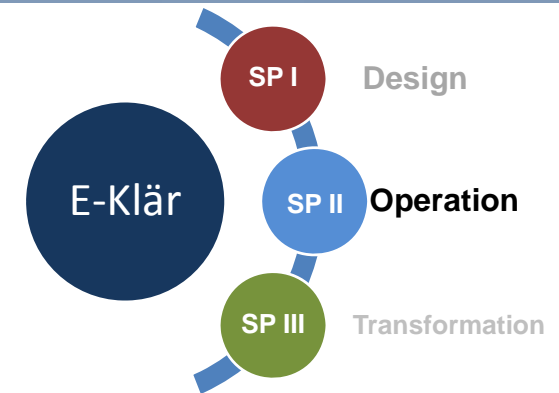 SP I
Design
E-Klär
SP II
Operation
SP III
Transformation